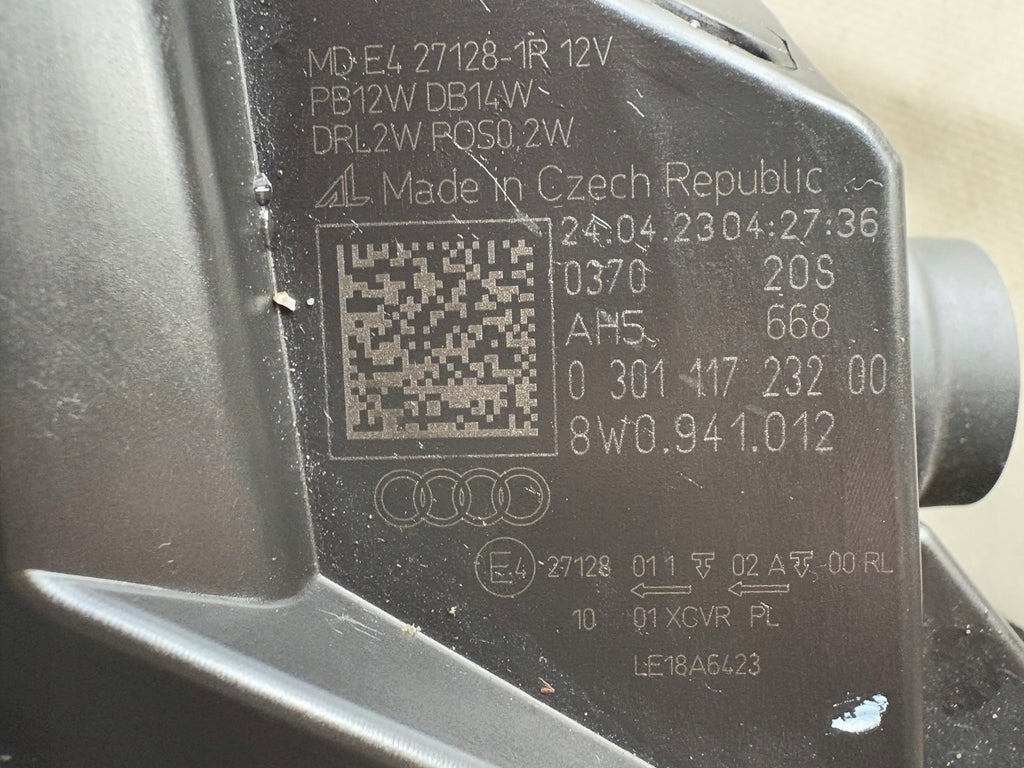 MD E4 27128-1R 12V
PB12W DB14W
DRL2W POS0,2W
AL Made in Czech Republic
24.04.23 04:27:36
0370 20S
AH5 668
0 301 117 232 00
8W0.941.012
E4 27128 01 1 02 A 00 RL
10 01 XCVR PL
LE18A6423